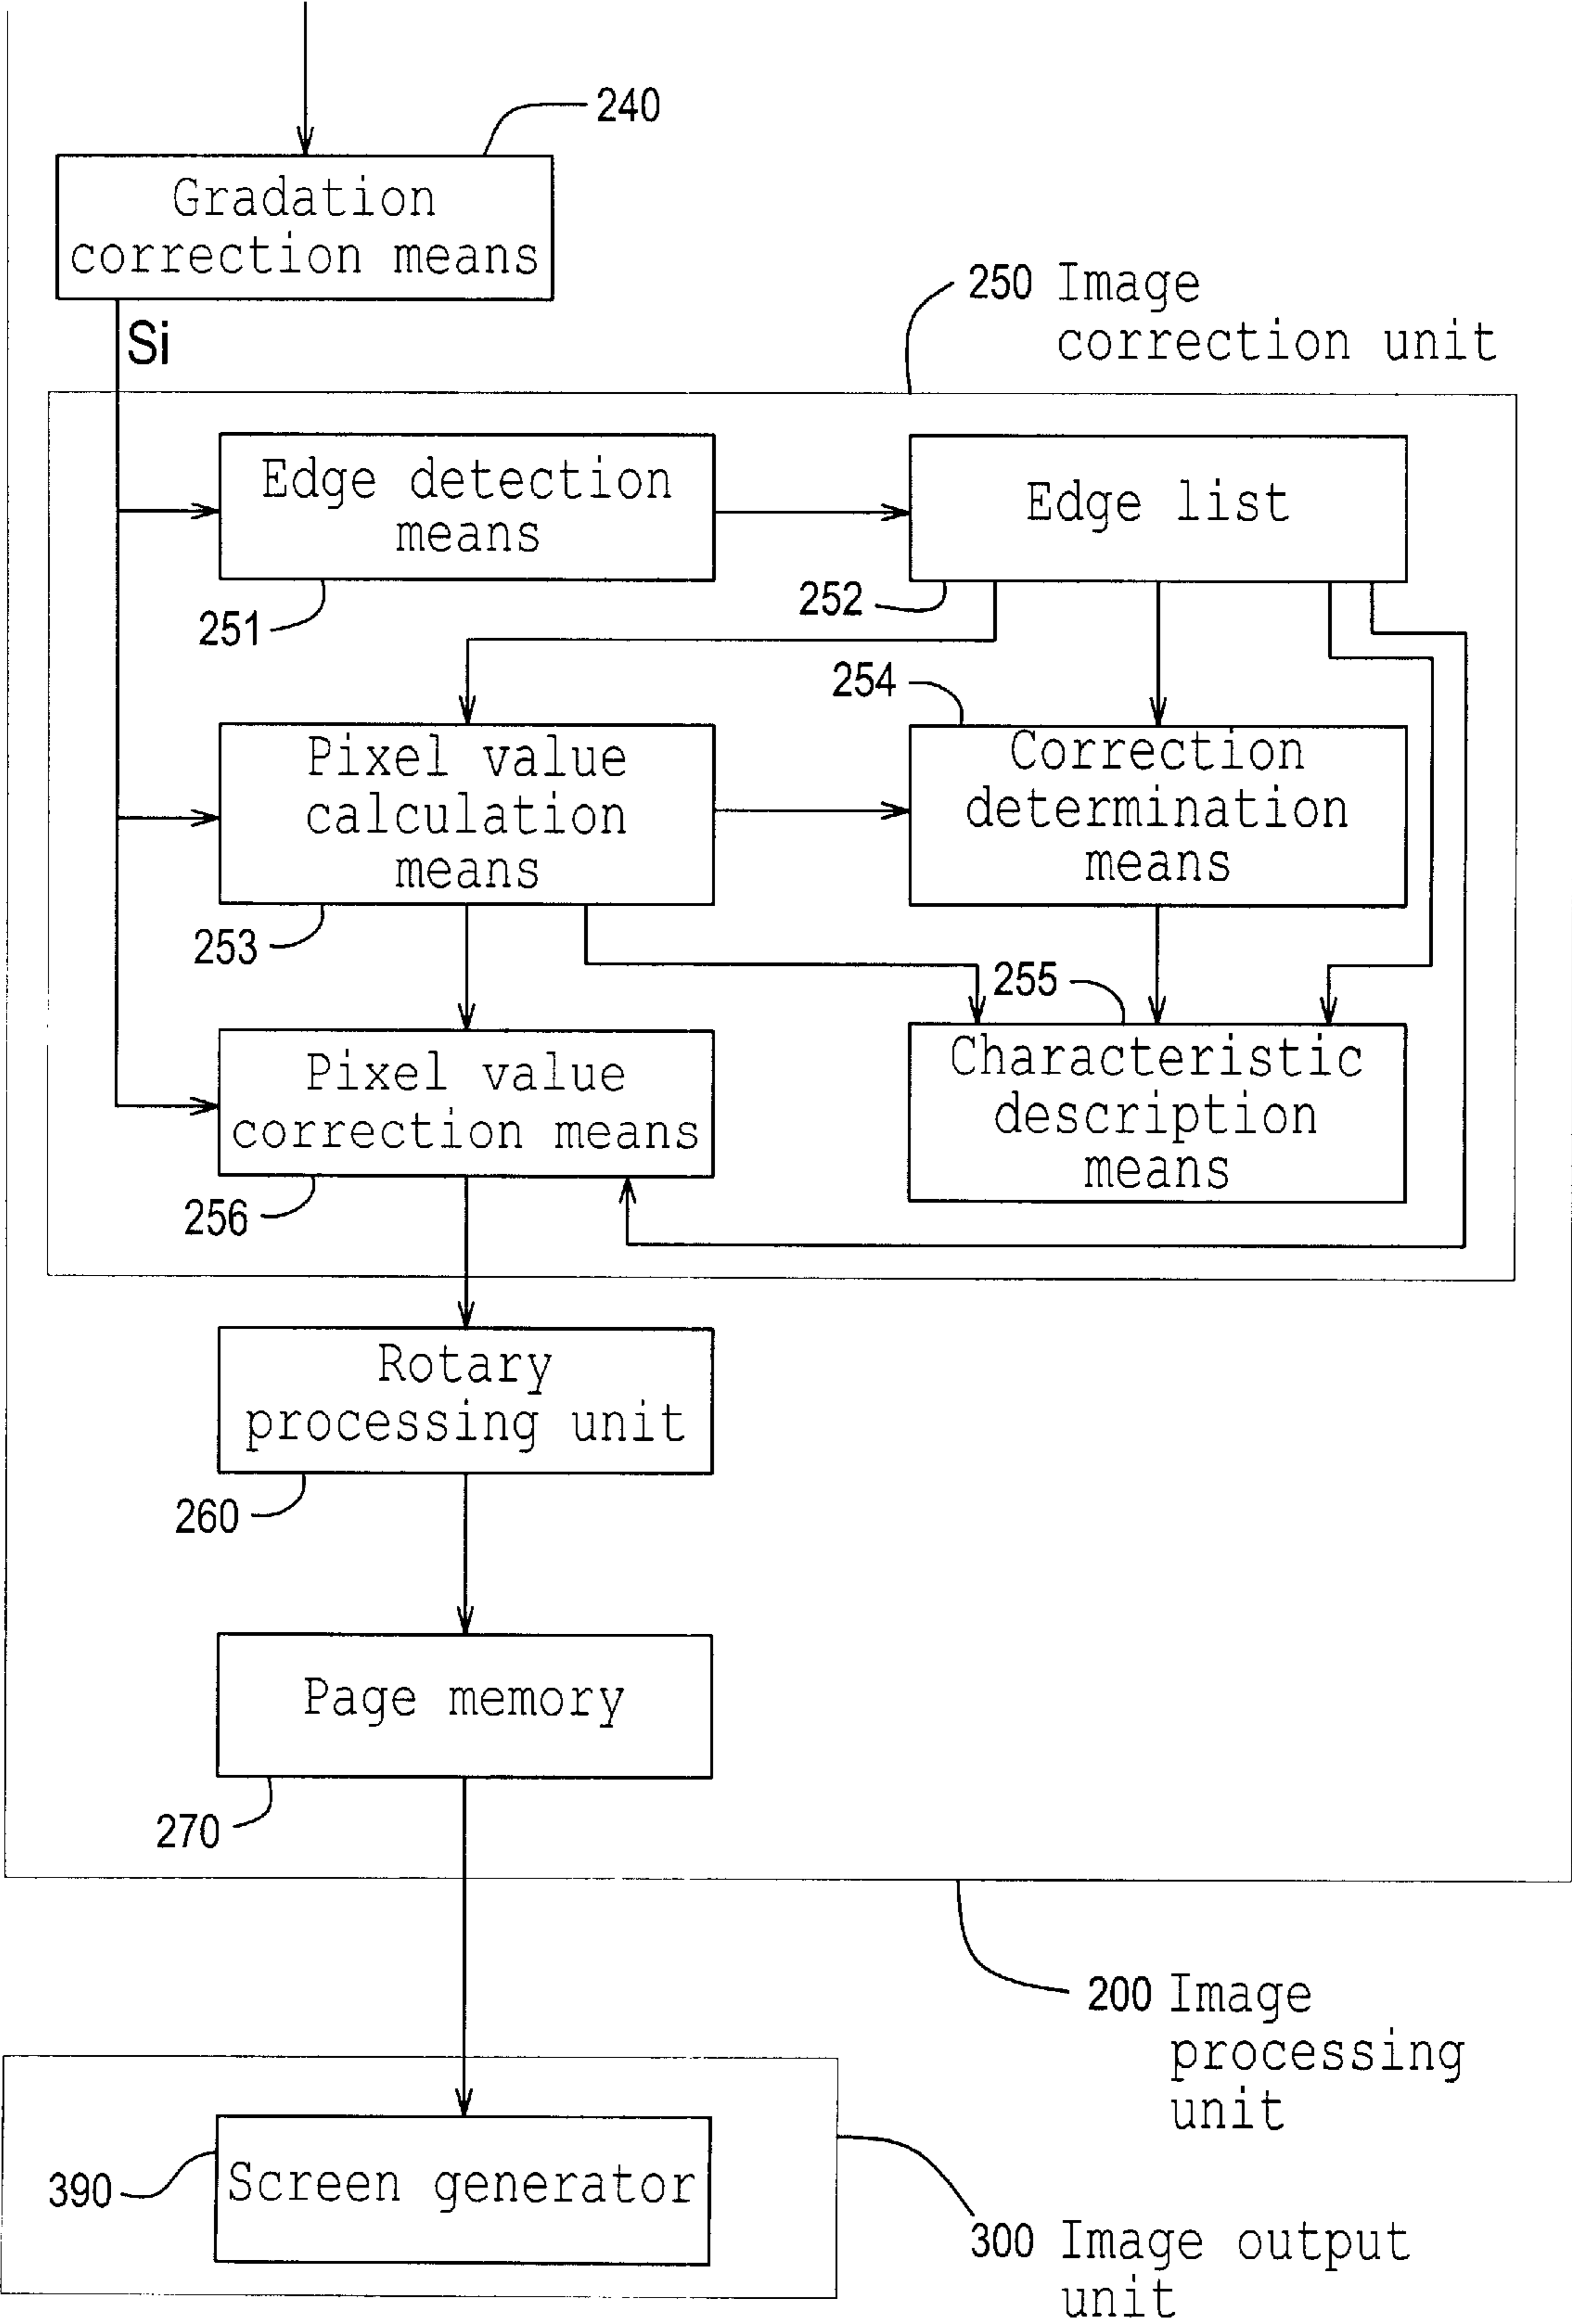 240
Gradation
correction means
Si
250 Image
correction unit
Edge detection
means
251
Edge list
252
254
Pixel value
calculation
means
253
Correction
determination
means
255
Characteristic
description
means
Pixel value
correction means
256
Rotary
processing unit
260
Page memory
270
200 Image
processing
unit
390
Screen generator
300 Image output
unit